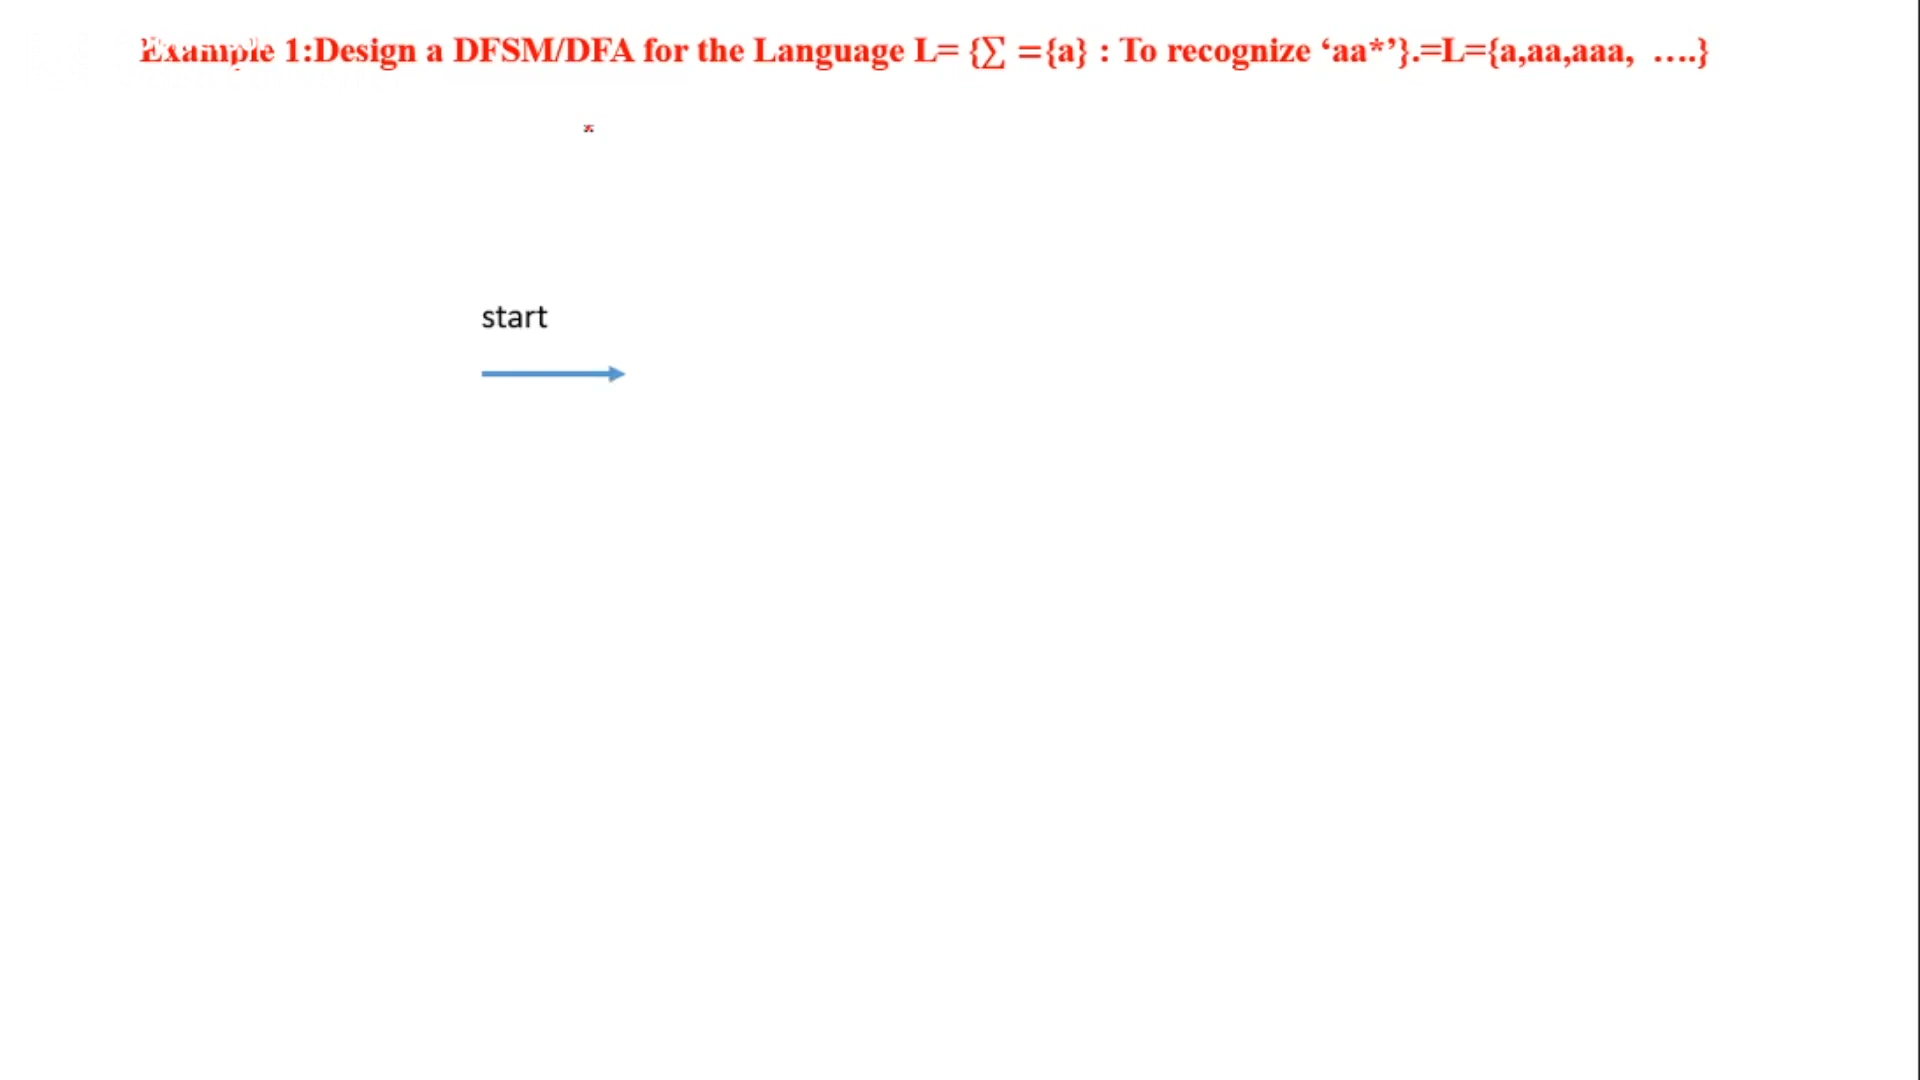 Example 1:Design a DFSM/DFA for the Language L= {∑ ={a} : To recognize ‘aa*’}.=L={a,aa,aaa, ….}
start